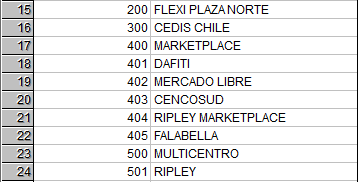 15 200 FLEXI PLAZA NORTE
16 300 CEDIS CHILE
17 400 MARKETPLACE
18 401 DAFITI
19 402 MERCADO LIBRE
20 403 CENCOSUD
21 404 RIPLEY MARKETPLACE
22 405 FALABELLA
23 500 MULTICENTRO
24 501 RIPLEY